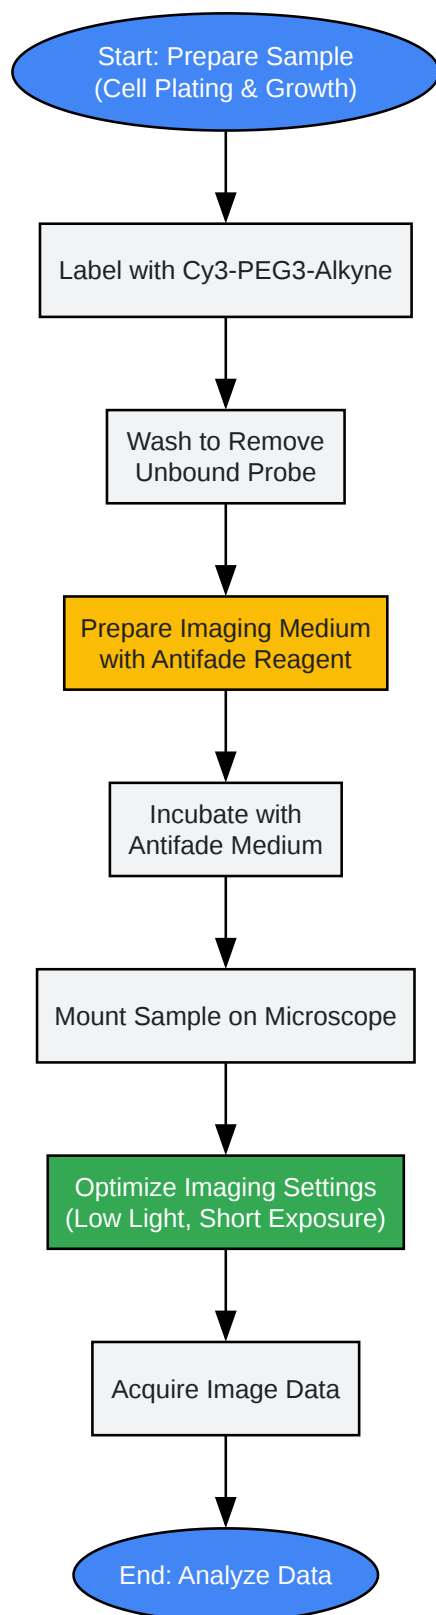 Start: Prepare Sample
(Cell Plating & Growth)
Label with Cy3-PEG3-Alkyne
Wash to Remove
Unbound Probe
Prepare Imaging Medium
with Antifade Reagent
Incubate with
Antifade Medium
Mount Sample on Microscope
Optimize Imaging Settings
(Low Light, Short Exposure)
Acquire Image Data
End: Analyze Data